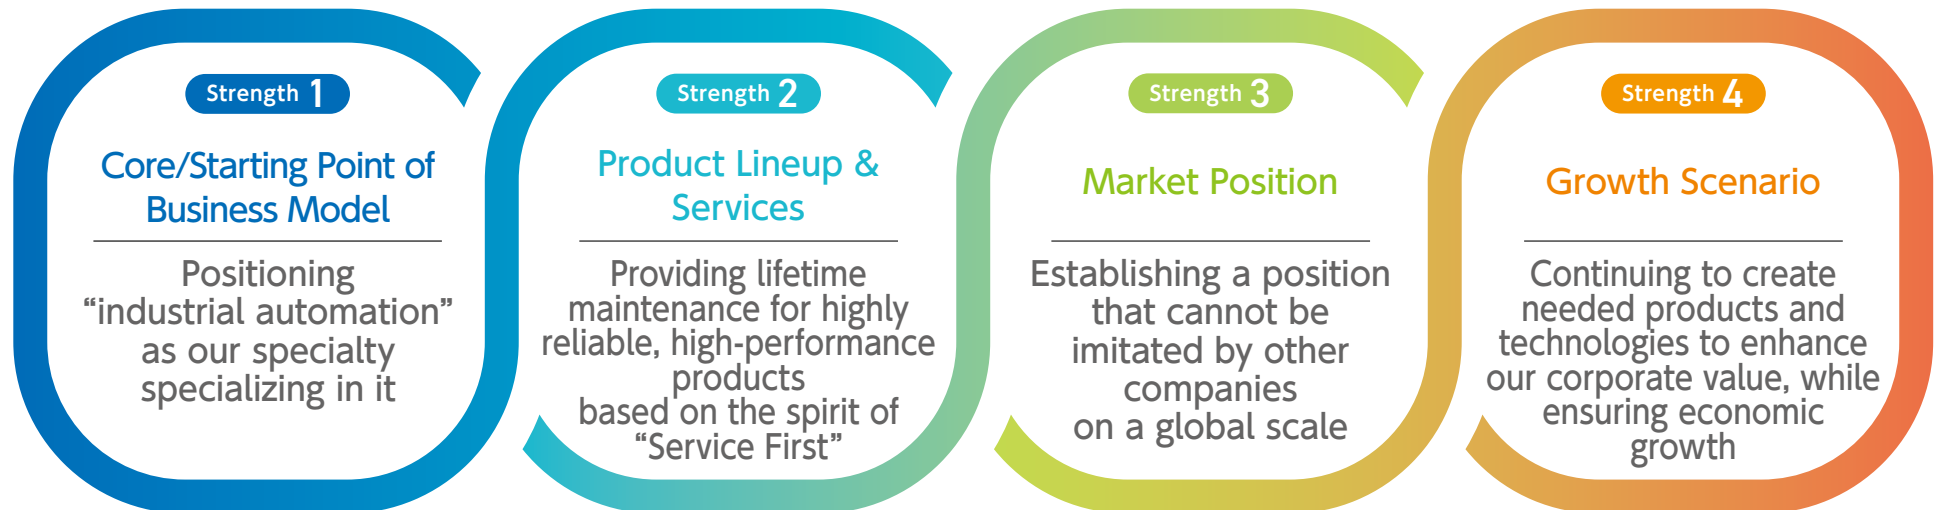 Strength 1
Core/Starting Point of
Business Model
Positioning
“industrial automation”
as our specialty
specializing in it
Strength 2
Product Lineup &
Services
Providing lifetime
maintenance for highly
reliable, high-performance
products
based on the spirit of
“Service First”
Strength 3
Market Position
Establishing a position
that cannot be
imitated by other
companies
on a global scale
Strength 4
Growth Scenario
Continuing to create
needed products and
technologies to enhance
our corporate value, while
ensuring economic
growth